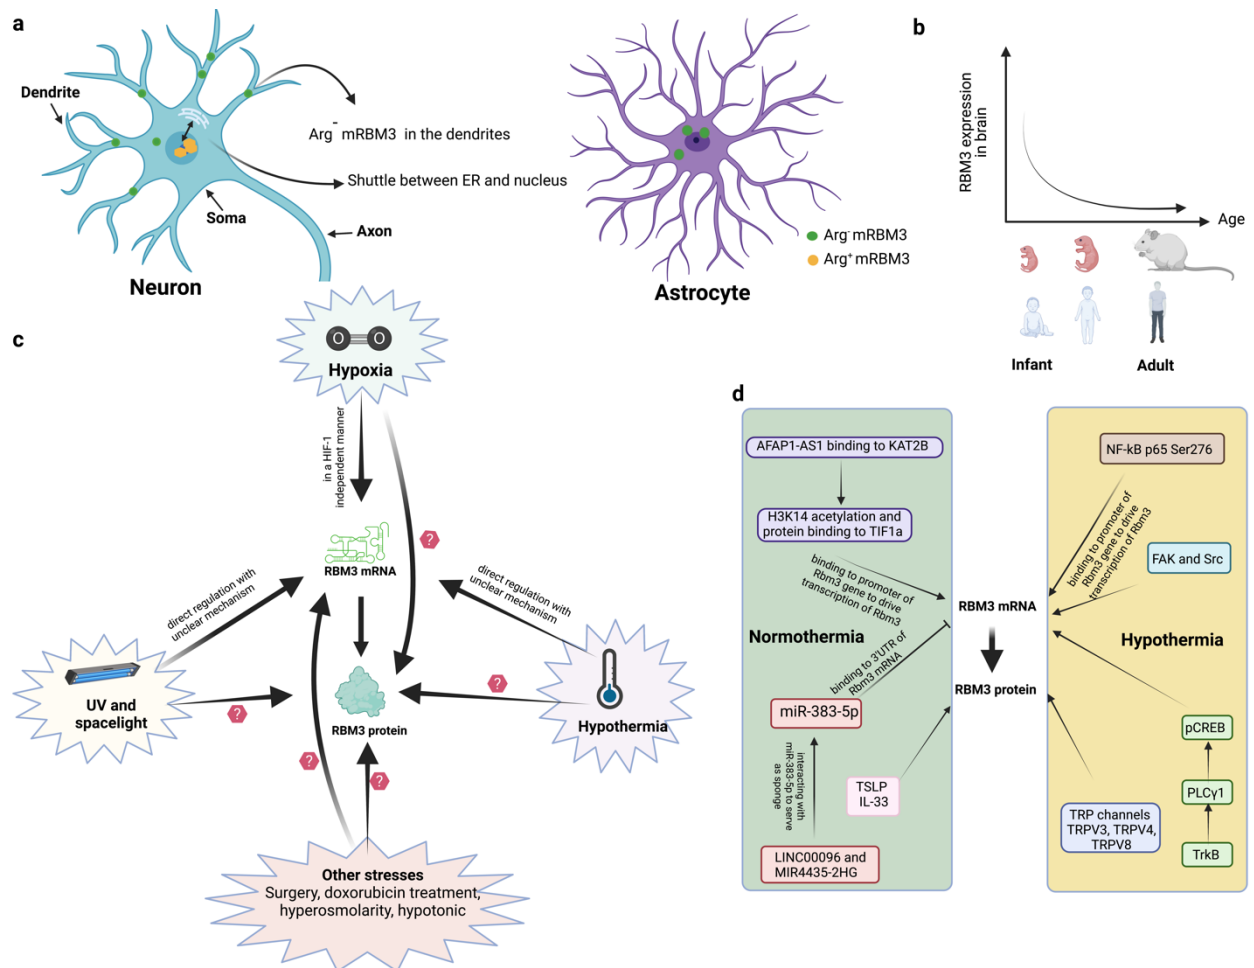 a
Dendrite
Arg⁻ mRBM3 in the dendrites
Shuttle between ER and nucleus
Soma
Axon
Neuron
Arg⁻ mRBM3
Arg⁺ mRBM3
Astrocyte
b
RBM3 expression
in brain
Age
Infant
Adult
c
O
O
Hypoxia
in a HIF-1
independent manner
?
RBM3 mRNA
direct regulation with
unclear mechanism
direct regulation with
unclear mechanism
UV and
spacelight
?
RBM3 protein
?
Hypothermia
?
?
Other stresses
Surgery, doxorubicin treatment,
hyperosmolarity, hypotonic
d
AFAP1-AS1 binding to KAT2B
H3K14 acetylation and
protein binding to TIF1a
binding to promoter of
Rbm3 gene to drive
transcription of Rbm3
Normothermia
binding to 3'UTR of
Rbm3 mRNA
miR-383-5p
interacting with
miR-383-5p to serve
as sponge
TSLP
IL-33
LINC00096 and
MIR4435-2HG
RBM3 mRNA
RBM3 protein
NF-kB p65 Ser276
binding to promoter of
Rbm3 gene to drive
transcription of Rbm3
FAK and Src
Hypothermia
pCREB
PLCγ1
TrkB
TRP channels
TRPV3, TRPV4,
TRPV8